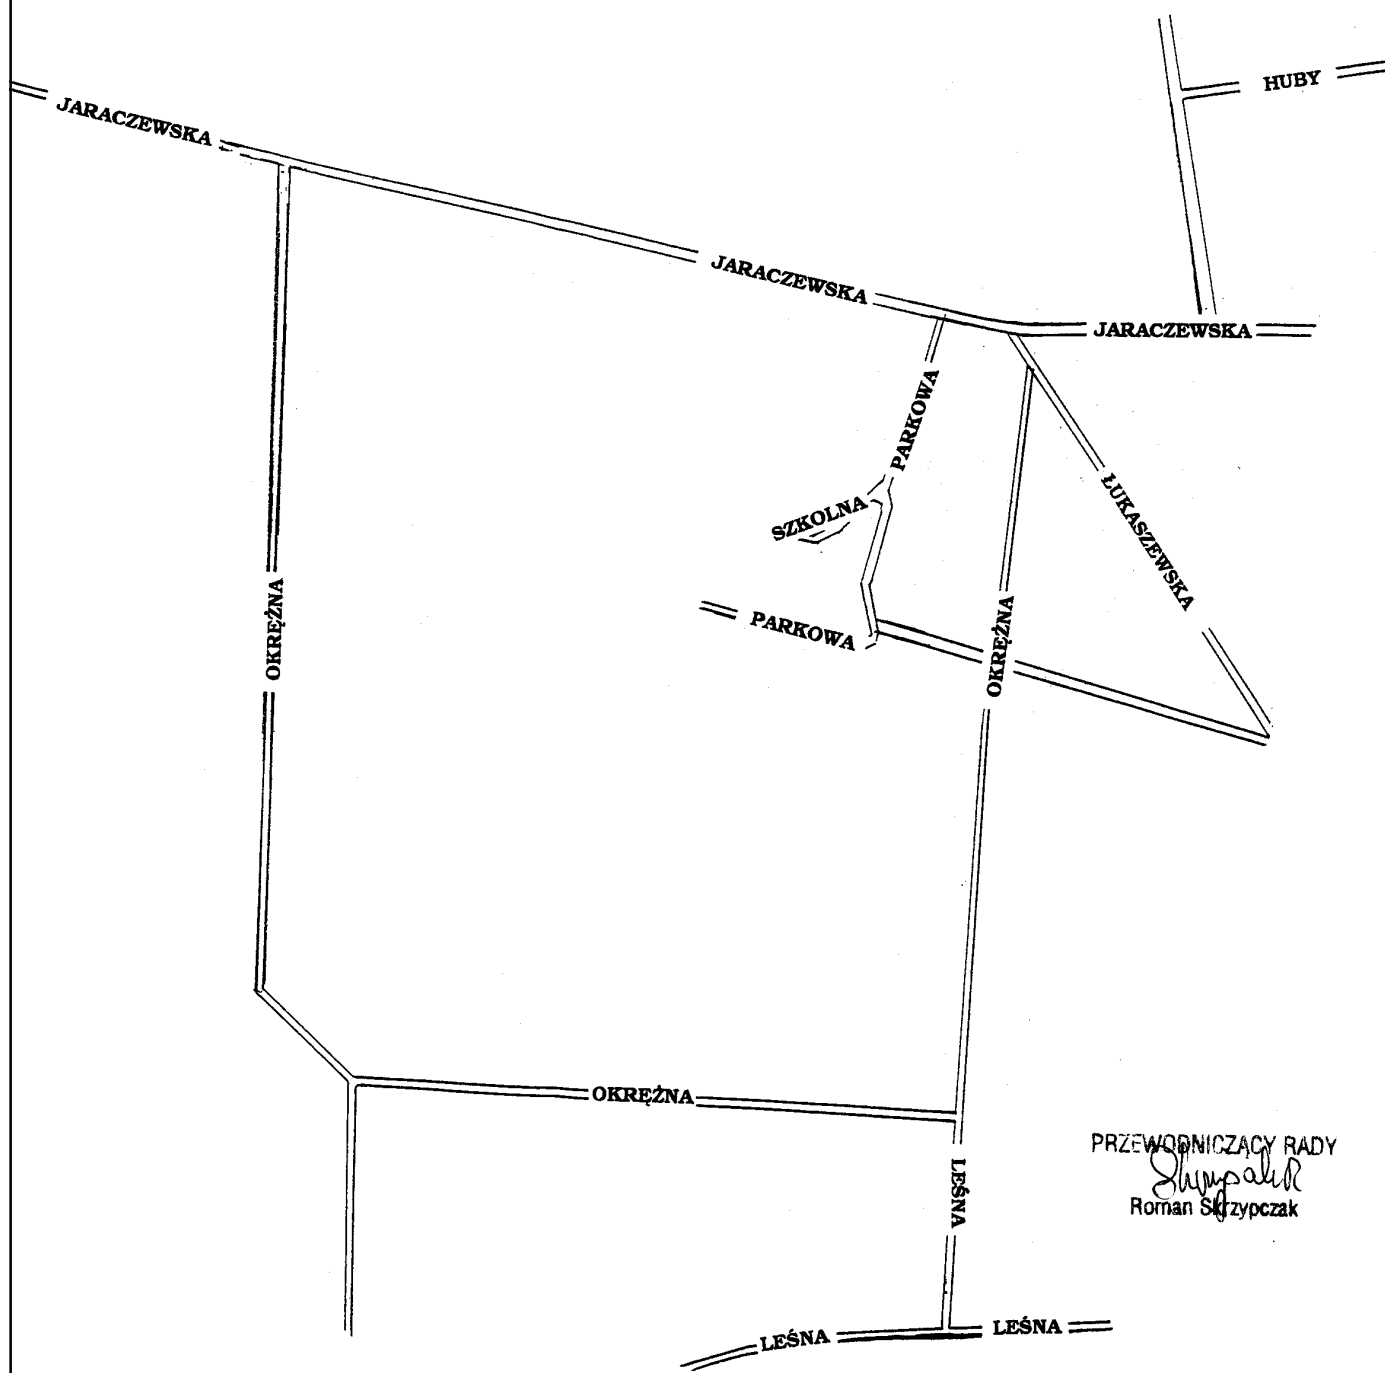 HUBY
JARACZEWSKA
JARACZEWSKA
JARACZEWSKA
PARKOWA
ŁUKASZEWSKA
SZKOLNA
OKRĘŻNA
PARKOWA
OKRĘŻNA
OKRĘŻNA
LEŚNA
PRZEWODNICZĄCY RADY
Roman Skrzypczak
LEŚNA
LEŚNA